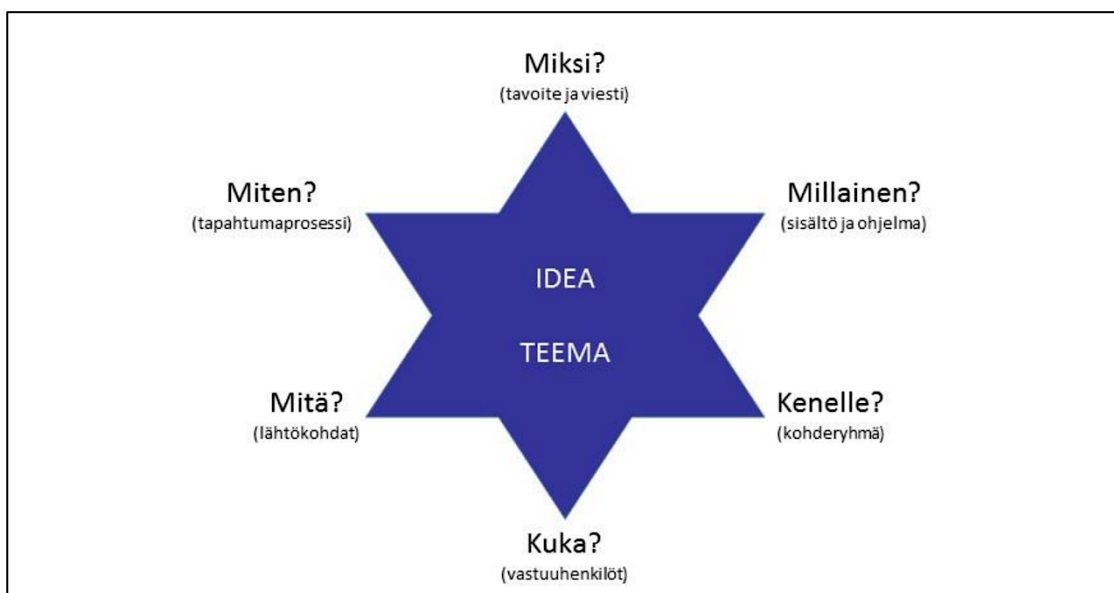 Miksi?
(tavoite ja viesti)
Miten?
(tapahtumaprosessi)
Millainen?
(sisältö ja ohjelma)
IDEA
TEEMA
Mitä?
(lähtökohdat)
Kenelle?
(kohderyhmä)
Kuka?
(vastuuhenkilöt)